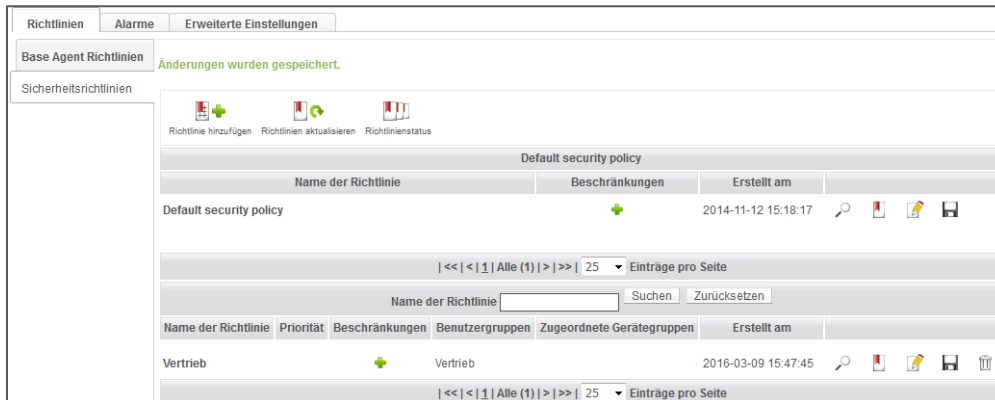 Richtlinien Alarme Erweiterte Einstellungen
Base Agent Richtlinien
Änderungen wurden gespeichert.
Sicherheitsrichtlinien
Richtlinie hinzufügen Richtlinien aktualisieren Richtlinienstatus
Default security policy
Name der Richtlinie Beschränkungen Erstellt am
Default security policy 2014-11-12 15:18:17
| << | < | 1 | Alle (1) | > | >> | 25 Einträge pro Seite
Name der Richtlinie Suchen Zurücksetzen
Name der Richtlinie Priorität Beschränkungen Benutzergruppen Zugeordnete Gerätegruppen Erstellt am
Vertrieb Vertrieb 2016-03-09 15:47:45
| << | < | 1 | Alle (1) | > | >> | 25 Einträge pro Seite